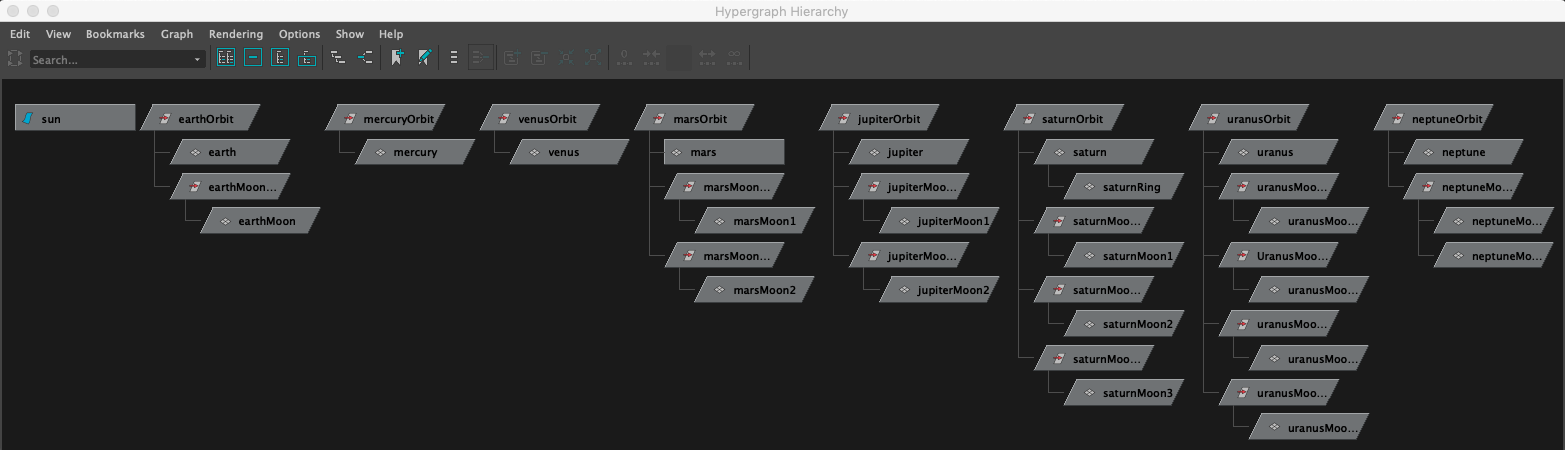 Hypergraph Hierarchy
Edit View Bookmarks Graph Rendering Options Show Help
Search...
0
sun earthOrbit mercuryOrbit venusOrbit marsOrbit jupiterOrbit saturnOrbit uranusOrbit neptuneOrbit
earth mercury venus mars jupiter saturn uranus neptune
earthMoon... marsMoon... jupiterMoo... saturnRing uranusMoo... neptuneMo...
earthMoon marsMoon1 jupiterMoon1 saturnMoo... uranusMoo... neptuneMo...
marsMoon... jupiterMoo... saturnMoon1 UranusMoo... neptuneMo...
marsMoon2 jupiterMoon2 saturnMoo... uranusMoo...
saturnMoon2 uranusMoo...
saturnMoo... uranusMoo...
saturnMoon3 uranusMoo...
uranusMoo...